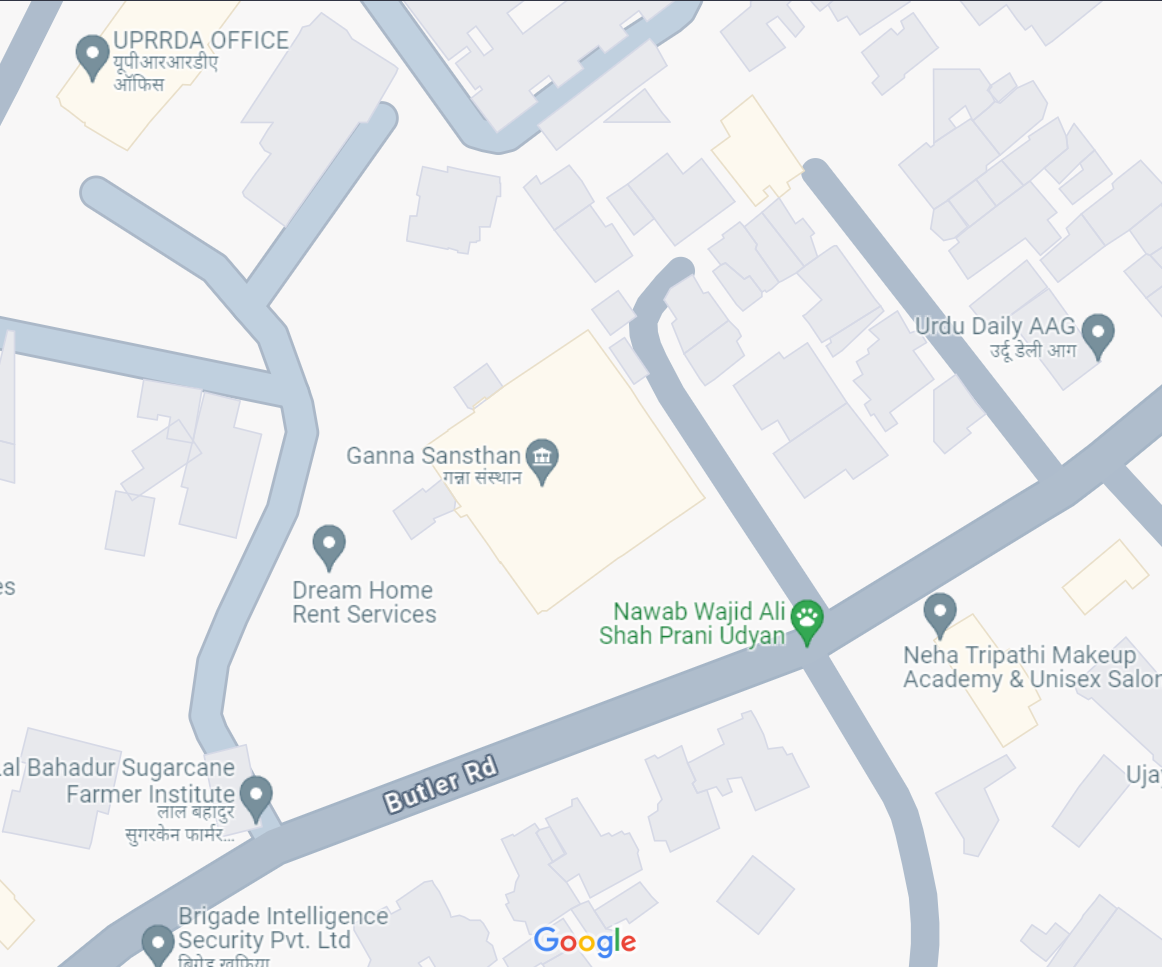 UPRRDA OFFICE
यूपीआरआरडीए
ऑफिस
Urdu Daily AAG
उर्दू डेली आग
Ganna Sansthan
गन्ना संस्थान
Dream Home
Rent Services
Nawab Wajid Ali
Shah Prani Udyan
Neha Tripathi Makeup
Academy & Unisex Salon
Butler Rd
Lal Bahadur Sugarcane
Farmer Institute
लाल बहादुर
सुगरकेन फार्मर...
Brigade Intelligence
Security Pvt. Ltd
Google